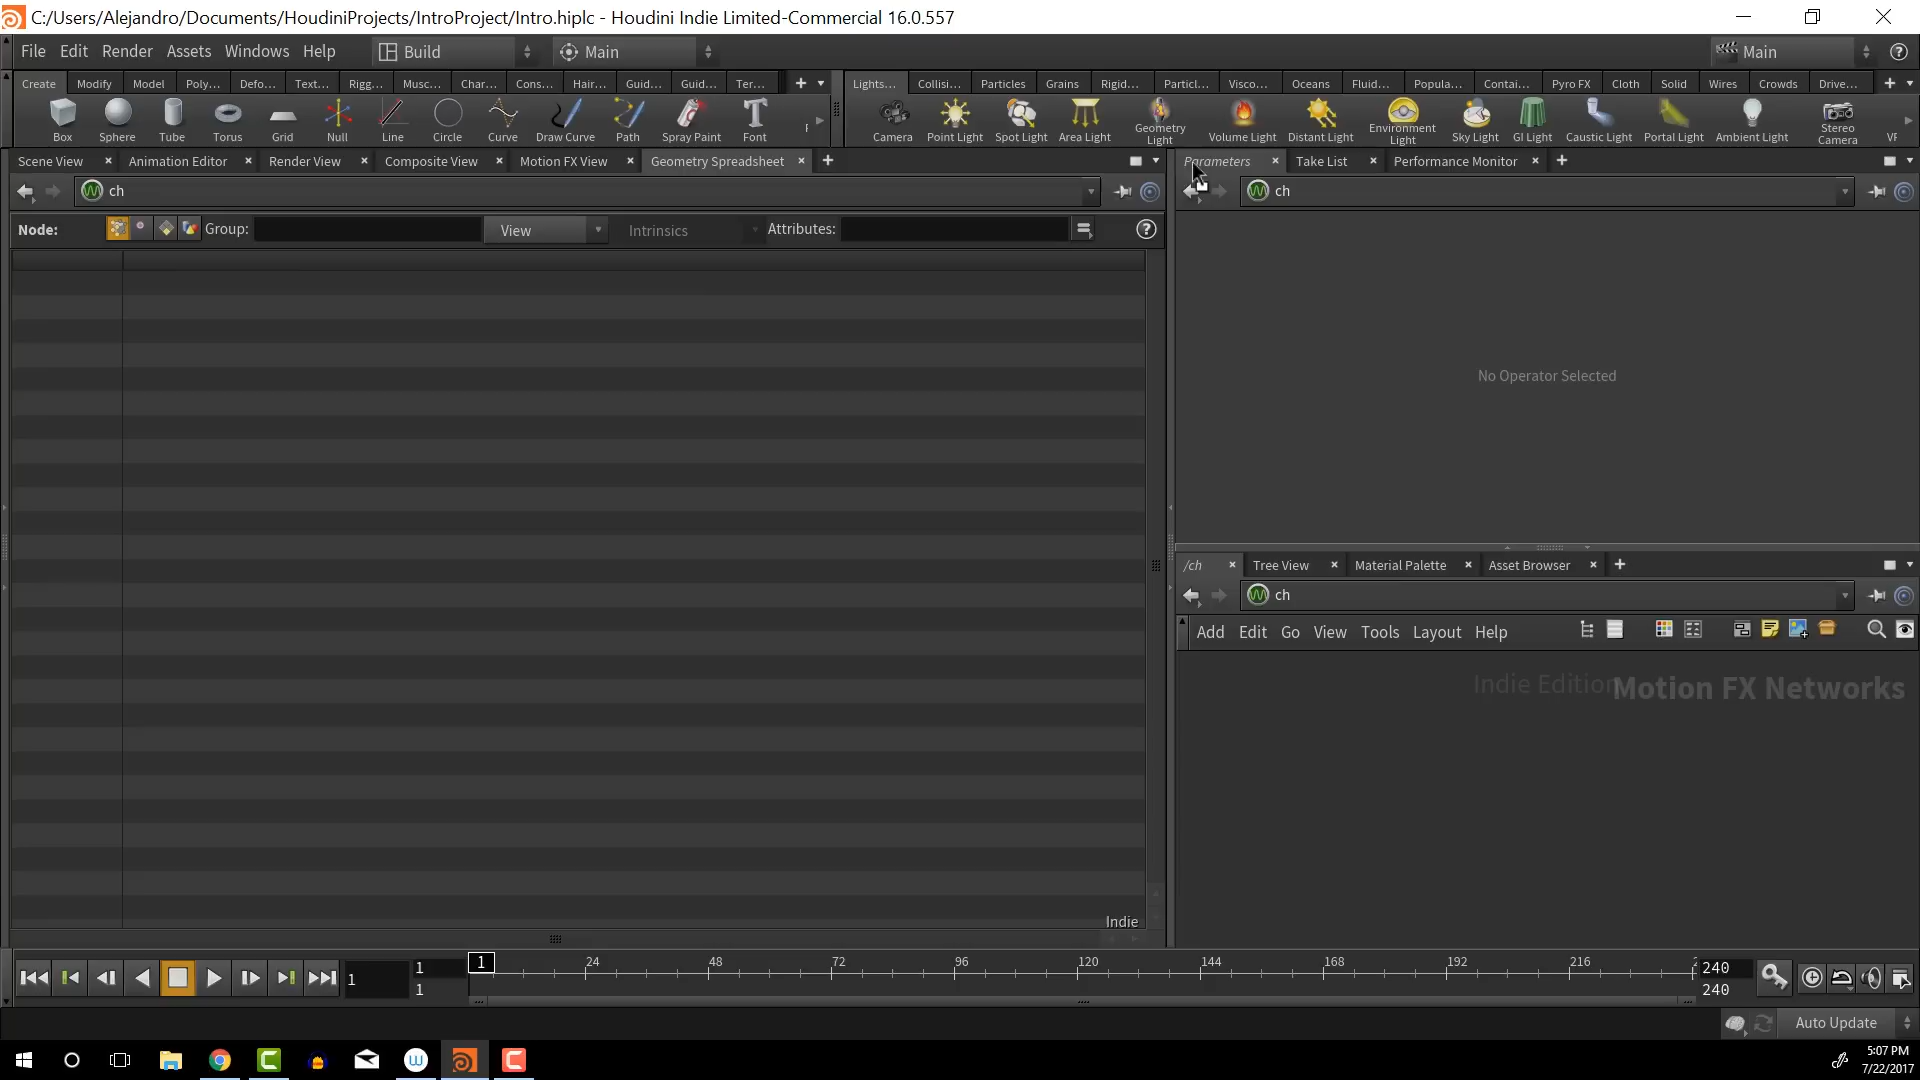 C:/Users/Alejandro/Documents/HoudiniProjects/IntroProject/Intro.hiplc - Houdini Indie Limited-Commercial 16.0.557
File Edit Render Assets Windows Help Build Main Main
Create Modify Model Poly... Defo... Text... Rigg... Musc... Char... Cons... Hair... Guid... Guid... Ter... Lights... Collisi... Particles Grains Rigid... Particl... Visco... Oceans Fluid... Popula... Contai... Pyro FX Cloth Solid Wires Crowds Drive...
Box Sphere Tube Torus Grid Null Line Circle Curve Draw Curve Path Spray Paint Font Camera Point Light Spot Light Area Light Geometry Light Volume Light Distant Light Environment Light Sky Light GI Light Caustic Light Portal Light Ambient Light Stereo Camera VF
Scene View Animation Editor Render View Composite View Motion FX View Geometry Spreadsheet Parameters Take List Performance Monitor
ch ch
Node: Group: View Intrinsics Attributes:
No Operator Selected
/ch Tree View Material Palette Asset Browser
ch
Add Edit Go View Tools Layout Help
Indie Edition Motion FX Networks
Indie
1 1 1 24 48 72 96 120 144 168 192 216 2 240
1 240
Auto Update
5:07 PM
7/22/2017